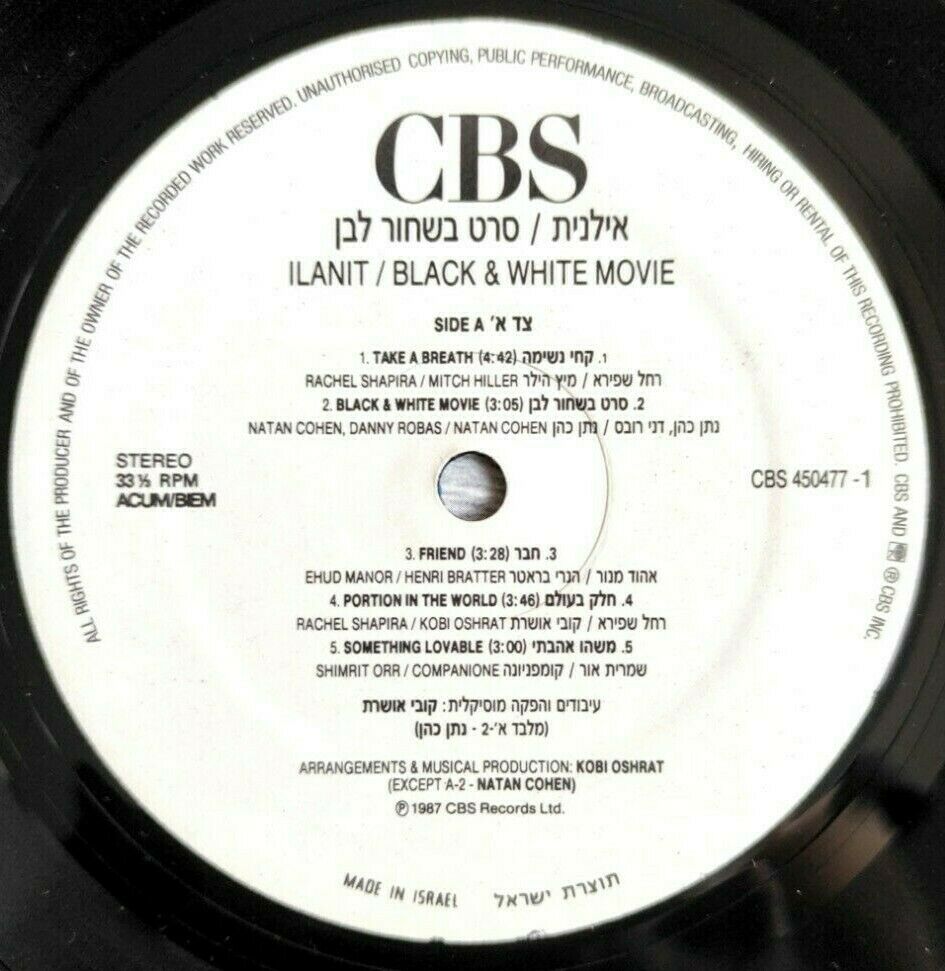 ALL RIGHTS OF THE PRODUCER AND OF THE OWNER OF THE RECORDED WORK RESERVED. UNAUTHORISED COPYING, PUBLIC PERFORMANCE, BROADCASTING, HIRING OR RENTAL OF THIS RECORDING PROHIBITED. CBS AND ℗ CBS INC.
CBS
אילנית / סרט בשחור לבן
ILANIT / BLACK & WHITE MOVIE
SIDE A צד א'
1. TAKE A BREATH (4:42) קחי נשימה .1
RACHEL SHAPIRA / MITCH HILLER רחל שפירא / מיץ הילר
2. BLACK & WHITE MOVIE (3:05) סרט בשחור לבן .2
NATAN COHEN, DANNY ROBAS / NATAN COHEN נתן כהן, דני רובס / נתן כהן
STEREO
33 ⅓ RPM
ACUM/BIEM
CBS 450477 -1
3. FRIEND (3:28) חבר .3
EHUD MANOR / HENRI BRATTER אהוד מנור / הנרי בראטר
4. PORTION IN THE WORLD (3:46) חלק בעולם .4
RACHEL SHAPIRA / KOBI OSHRAT רחל שפירא / קובי אושרת
5. SOMETHING LOVABLE (3:00) משהו אהבתי .5
SHIMRIT ORR / COMPANIONE שמרית אור / קומפניונה
עיבודים והפקה מוסיקלית: קובי אושרת
(מלבד א'-2 - נתן כהן)
ARRANGEMENTS & MUSICAL PRODUCTION: KOBI OSHRAT
(EXCEPT A-2 - NATAN COHEN)
℗ 1987 CBS Records Ltd.
MADE IN ISRAEL תוצרת ישראל